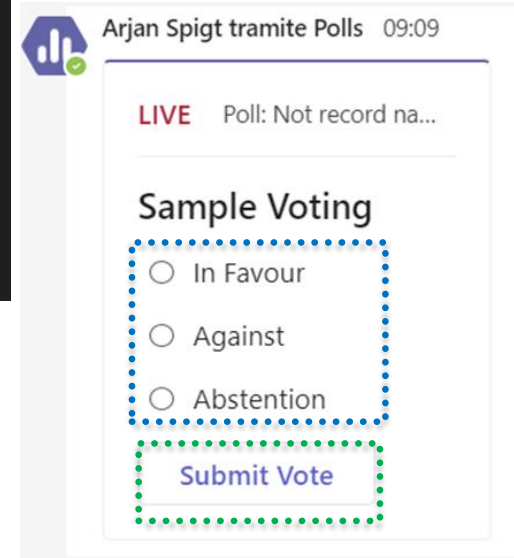 Arjan Spigt tramite Polls 09:09
LIVE Poll: Not record na...
Sample Voting
In Favour
Against
Abstention
Submit Vote